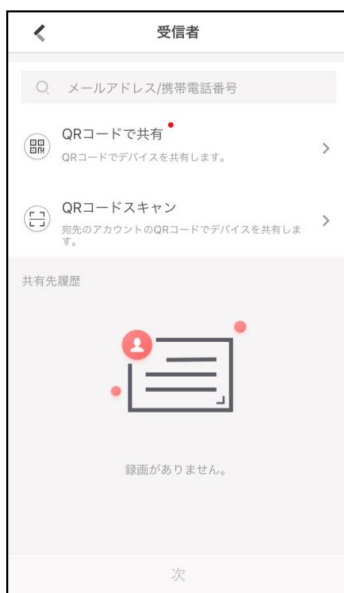 受信者
メールアドレス/携帯電話番号
QRコードで共有
QRコードでデバイスを共有します。
QRコードスキャン
宛先のアカウントのQRコードでデバイスを共有しま
す。
共有先履歴
録画がありません。
次